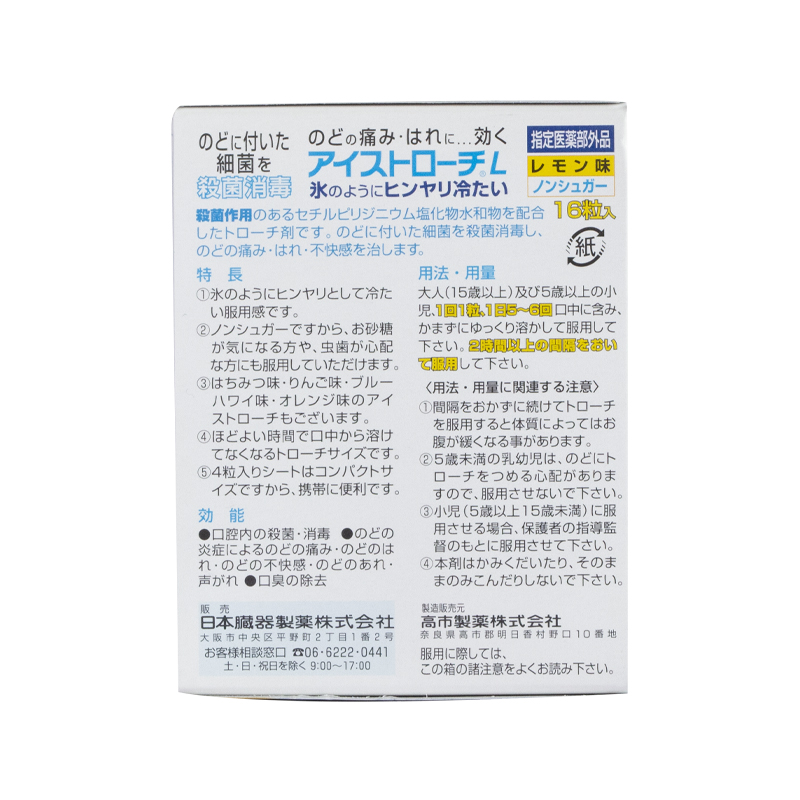 のどに付いた
細菌を
殺菌消毒
のどの痛み・はれに…効く
アイストローチ®L
氷のようにヒンヤリ冷たい
指定医薬部外品
レモン味
ノンシュガー
16粒入
紙
殺菌作用のあるセチルピリジニウム塩化物水和物を配合
したトローチ剤です。のどに付いた細菌を殺菌消毒し、
のどの痛み・はれ・不快感を治します。
特長
①氷のようにヒンヤリとして冷た
い服用感です。
②ノンシュガーですから、お砂糖
が気になる方や、虫歯が心配
な方にも服用していただけます。
③はちみつ味・りんご味・ブルー
ハワイ味・オレンジ味のアイ
ストローチもございます。
④ほどよい時間で口中から溶け
てなくなるトローチサイズです。
⑤4粒入りシートはコンパクトサ
イズですから、携帯に便利です。
効能
●口腔内の殺菌・消毒 ●のどの
炎症によるのどの痛み・のどのは
れ・のどの不快感・のどのあれ・
声がれ ●口臭の除去
用法・用量
大人(15歳以上)及び5歳以上の小
児、1回1粒、1日5〜6回口中に含み、
かまずにゆっくり溶かして服用して
下さい。2時間以上の間隔をおい
て服用して下さい。
〈用法・用量に関連する注意〉
①間隔をおかずに続けてトローチ
を服用すると体質によってはお
腹が緩くなる事があります。
②5歳未満の乳幼児は、のどにト
ローチをつめる心配がありま
すので、服用させないで下さい。
③小児(5歳以上15歳未満)に服
用させる場合、保護者の指導監
督のもとに服用させて下さい。
④本剤はかみくだいたり、そのま
まのみこんだりしないで下さい。
販売
日本臓器製薬株式会社
大阪市中央区平野町2丁目1番2号
お客様相談窓口 ☎06-6222-0441
土・日・祝日を除く 9:00〜17:00
製造販売元
高市製薬株式会社
奈良県高市郡明日香村野口10番地
服用に際しては、
この箱の諸注意をよくお読み下さい。